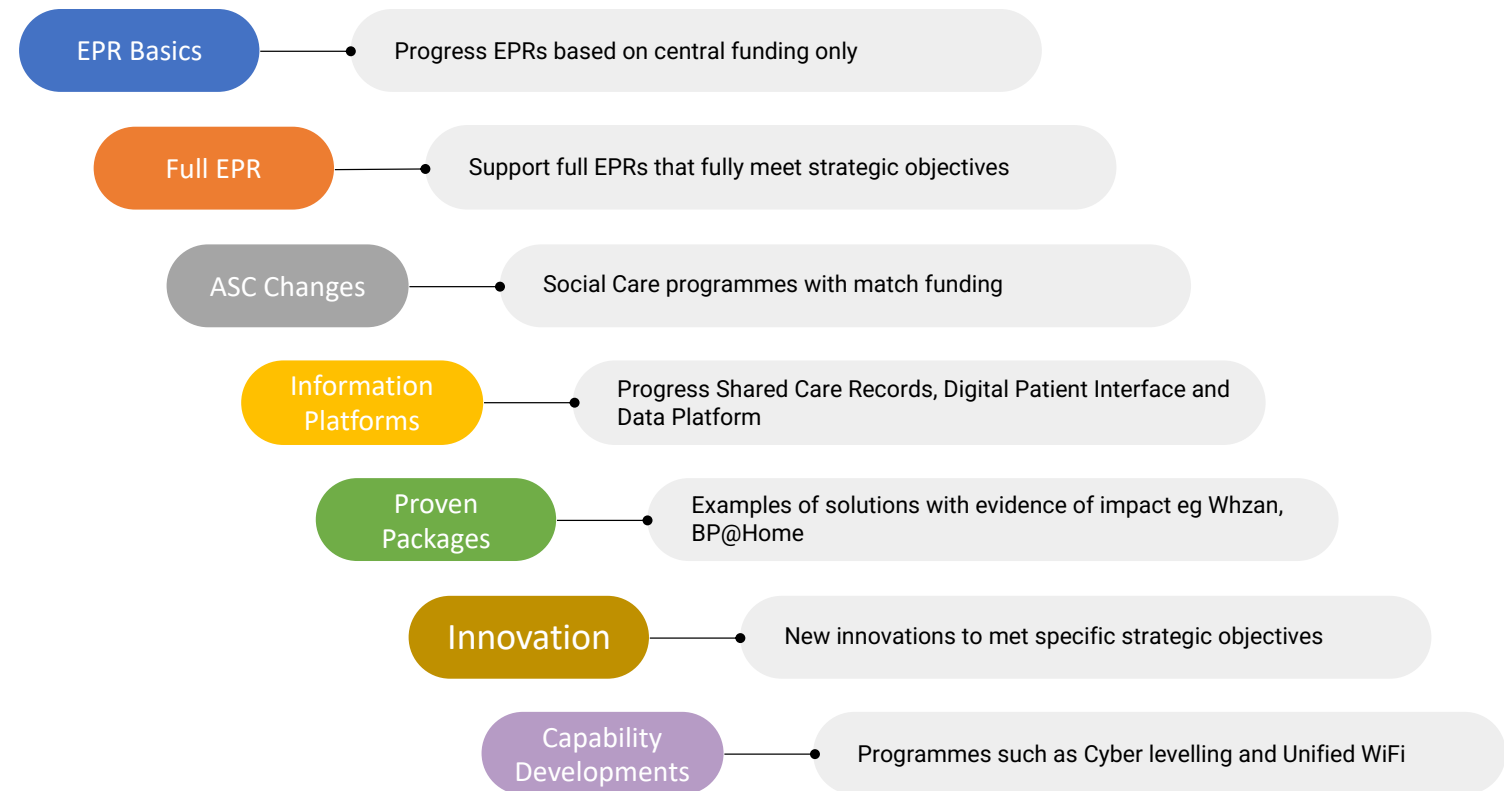 EPR Basics
Progress EPRs based on central funding only
Full EPR
Support full EPRs that fully meet strategic objectives
ASC Changes
Social Care programmes with match funding
Information
Platforms
Progress Shared Care Records, Digital Patient Interface and
Data Platform
Proven
Packages
Examples of solutions with evidence of impact eg Whzan,
BP@Home
Innovation
New innovations to met specific strategic objectives
Capability
Developments
Programmes such as Cyber levelling and Unified WiFi